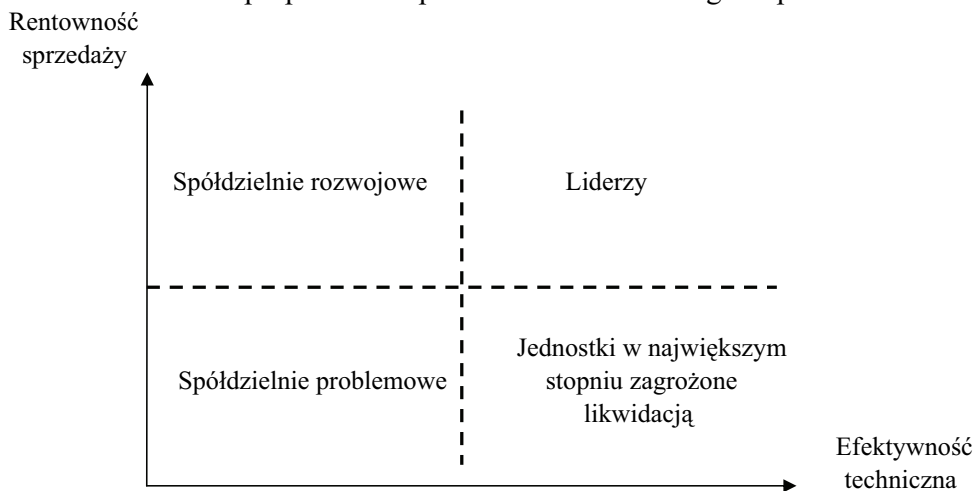 Rentowność
sprzedaży
Spółdzielnie rozwojowe
Liderzy
Spółdzielnie problemowe
Jednostki w największym
stopniu zagrożone
likwidacją
Efektywność
techniczna